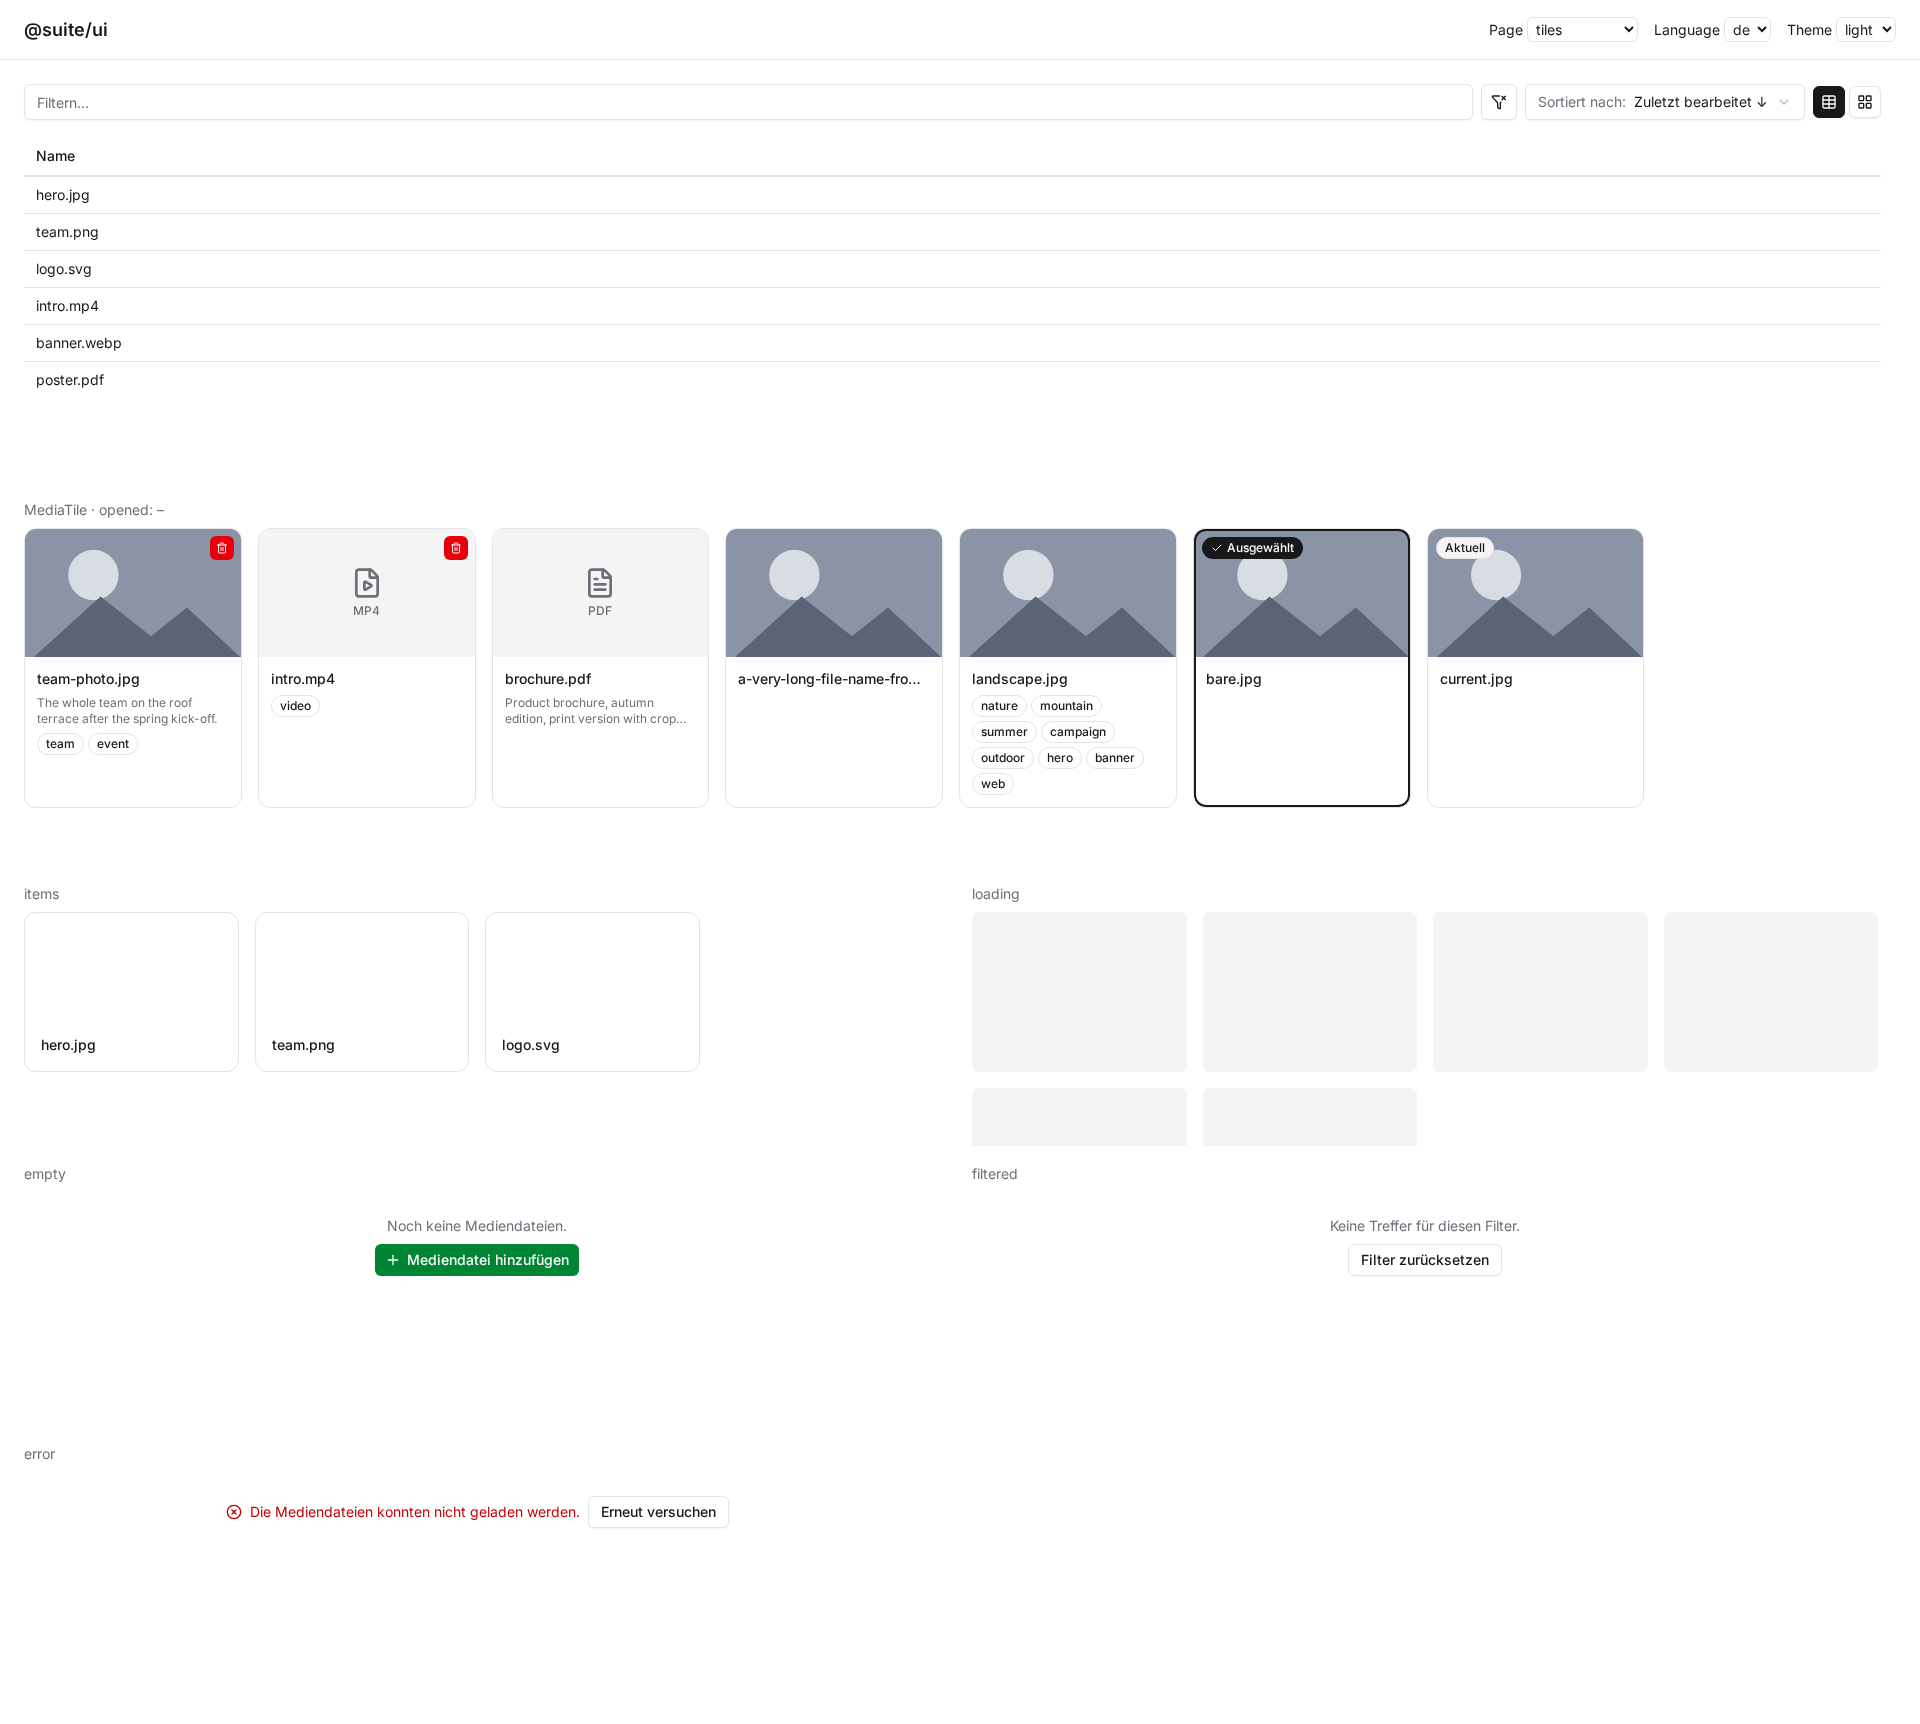 @suite/ui
Page tiles Language de Theme light
Filtern...
Sortiert nach: Zuletzt bearbeitet ↓
Name
hero.jpg
team.png
logo.svg
intro.mp4
banner.webp
poster.pdf
MediaTile · opened: –
team-photo.jpg
The whole team on the roof
terrace after the spring kick-off.
team event
MP4
intro.mp4
video
PDF
brochure.pdf
Product brochure, autumn
edition, print version with crop...
a-very-long-file-name-fro...
landscape.jpg
nature mountain
summer campaign
outdoor hero banner
web
Ausgewählt
bare.jpg
Aktuell
current.jpg
items
hero.jpg
team.png
logo.svg
loading
empty
Noch keine Mediendateien.
Mediendatei hinzufügen
filtered
Keine Treffer für diesen Filter.
Filter zurücksetzen
error
Die Mediendateien konnten nicht geladen werden. Erneut versuchen